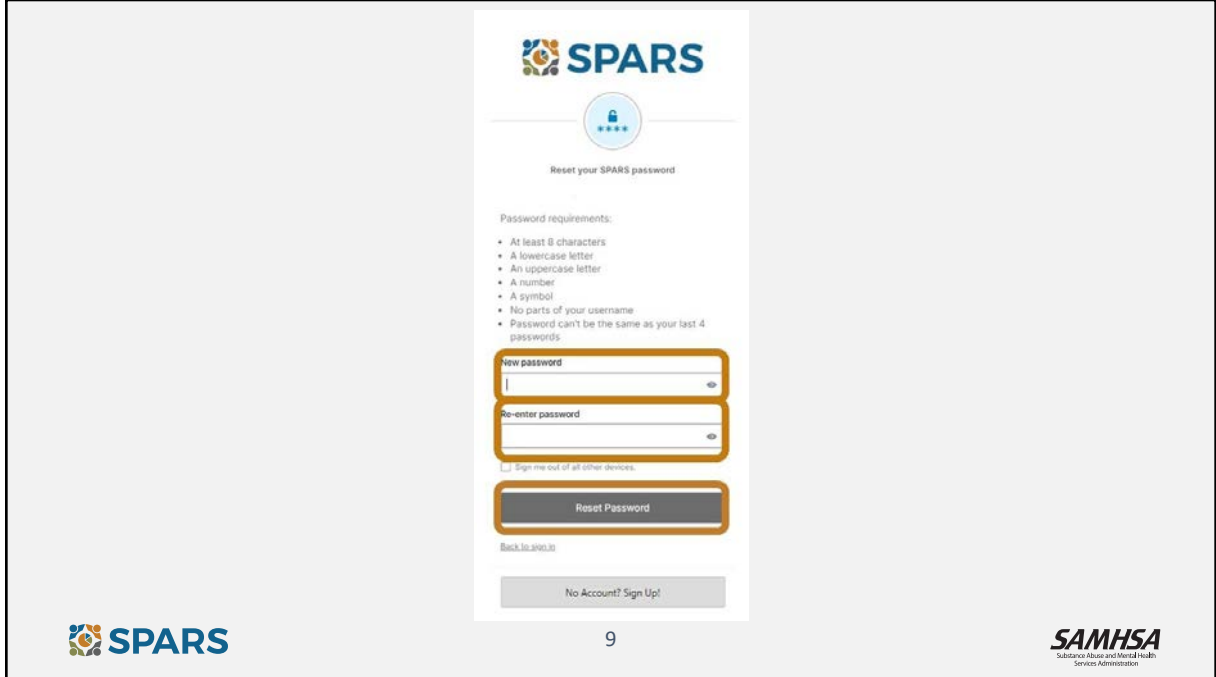 SPARS
****
Reset your SPARS password
Password requirements:
• At least 8 characters
• A lowercase letter
• An uppercase letter
• A number
• A symbol
• No parts of your username
• Password can't be the same as your last 4
passwords
New password
Re-enter password
Sign me out of all other devices.
Reset Password
Back to sign in
No Account? Sign Up!
SPARS
9
SAMHSA
Substance Abuse and Mental Health
Services Administration